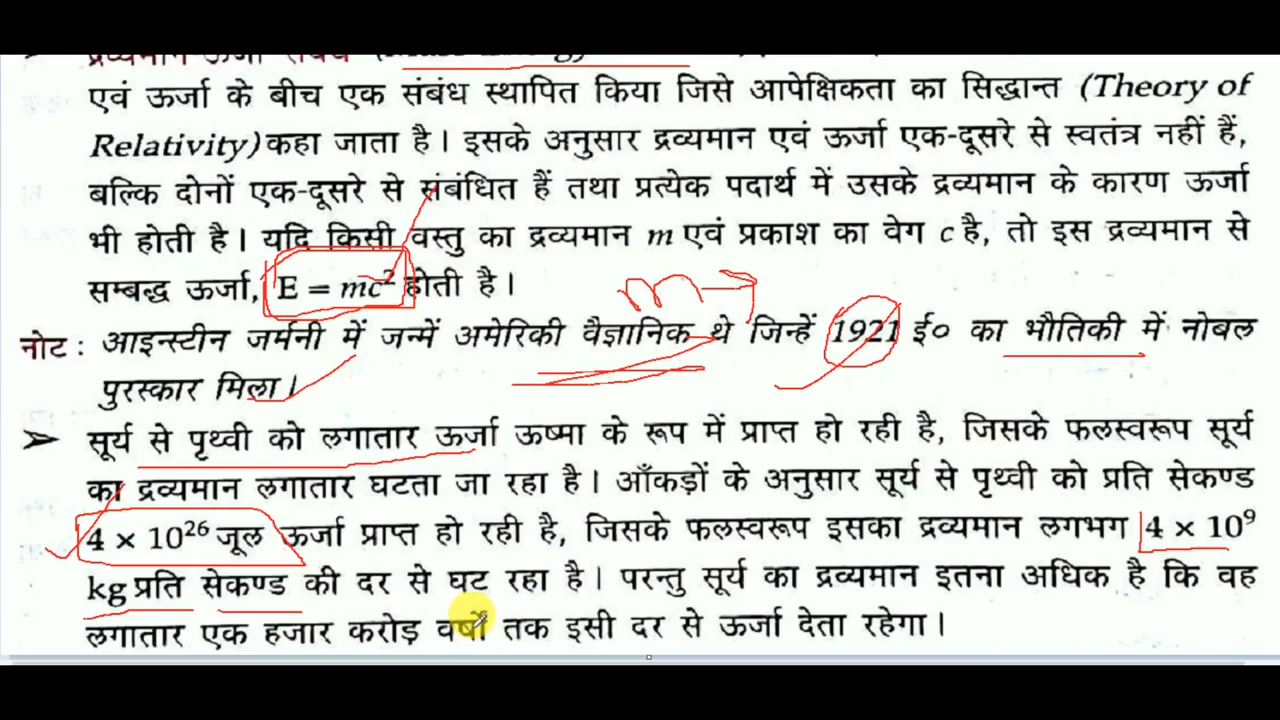 द्रव्यमान ऊर्जा संबंध
एवं ऊर्जा के बीच एक संबंध स्थापित किया जिसे आपेक्षिकता का सिद्धान्त (Theory of
Relativity) कहा जाता है। इसके अनुसार द्रव्यमान एवं ऊर्जा एक-दूसरे से स्वतंत्र नहीं हैं,
बल्कि दोनों एक-दूसरे से संबंधित हैं तथा प्रत्येक पदार्थ में उसके द्रव्यमान के कारण ऊर्जा
भी होती है। यदि किसी वस्तु का द्रव्यमान m एवं प्रकाश का वेग c है, तो इस द्रव्यमान से
सम्बद्ध ऊर्जा, E = mc² होती है।
m→
नोट : आइन्स्टीन जर्मनी में जन्में अमेरिकी वैज्ञानिक थे जिन्हें 1921 ई० का भौतिकी में नोबल
पुरस्कार मिला।
➢ सूर्य से पृथ्वी को लगातार ऊर्जा ऊष्मा के रूप में प्राप्त हो रही है, जिसके फलस्वरूप सूर्य
का द्रव्यमान लगातार घटता जा रहा है। आँकड़ों के अनुसार सूर्य से पृथ्वी को प्रति सेकण्ड
4 × 10²⁶ जूल ऊर्जा प्राप्त हो रही है, जिसके फलस्वरूप इसका द्रव्यमान लगभग 4 × 10⁹
kg प्रति सेकण्ड की दर से घट रहा है। परन्तु सूर्य का द्रव्यमान इतना अधिक है कि वह
लगातार एक हजार करोड़ वर्षों तक इसी दर से ऊर्जा देता रहेगा।